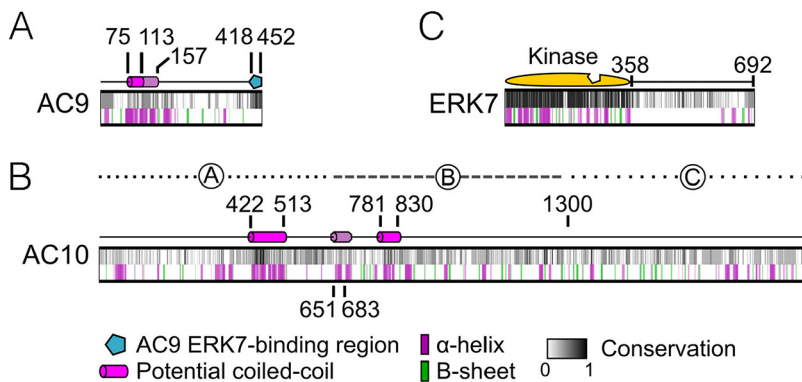 A
75 113 418 452
157
AC9
C
Kinase 358 692
ERK7
B
A B C
422 513 781 830 1300
AC10
651 683
AC9 ERK7-binding region
Potential coiled-coil
α-helix
B-sheet
0 1
Conservation